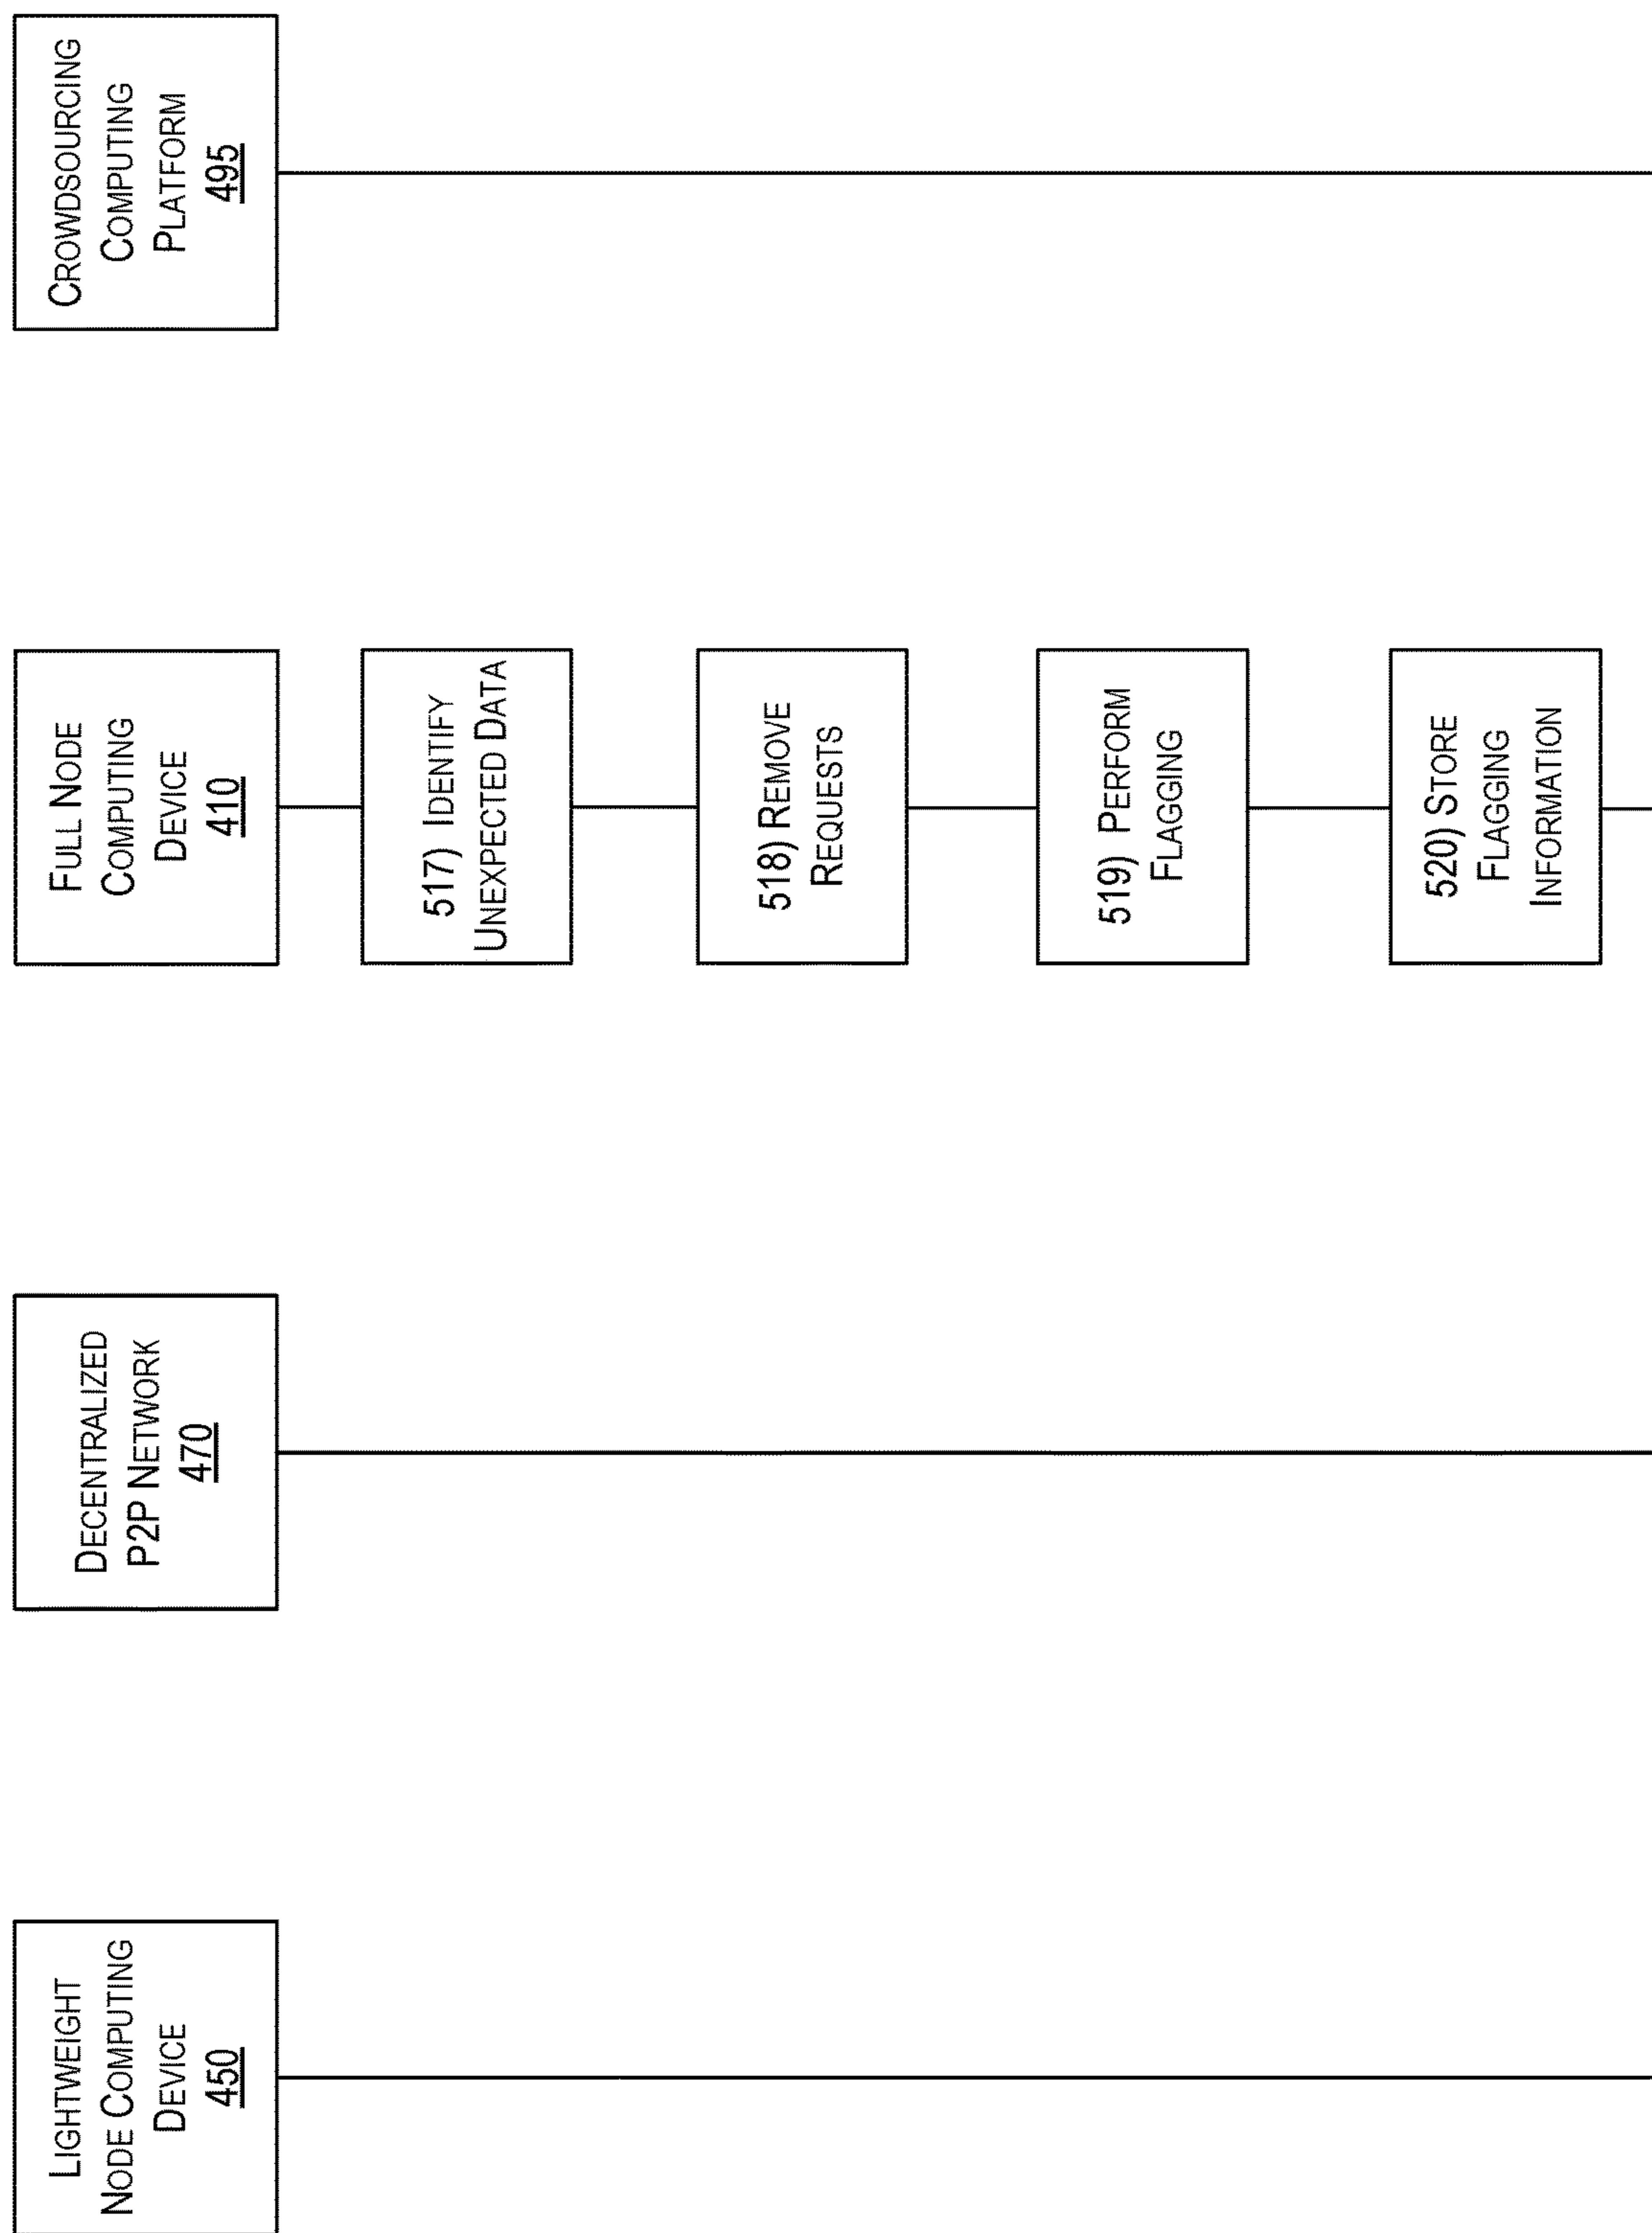 LIGHTWEIGHT
NODE COMPUTING
DEVICE
450
DECENTRALIZED
P2P NETWORK
470
FULL NODE
COMPUTING
DEVICE
410
CROWDSOURCING
COMPUTING
PLATFORM
495
517) IDENTIFY
UNEXPECTED DATA
518) REMOVE
REQUESTS
519) PERFORM
FLAGGING
520) STORE
FLAGGING
INFORMATION